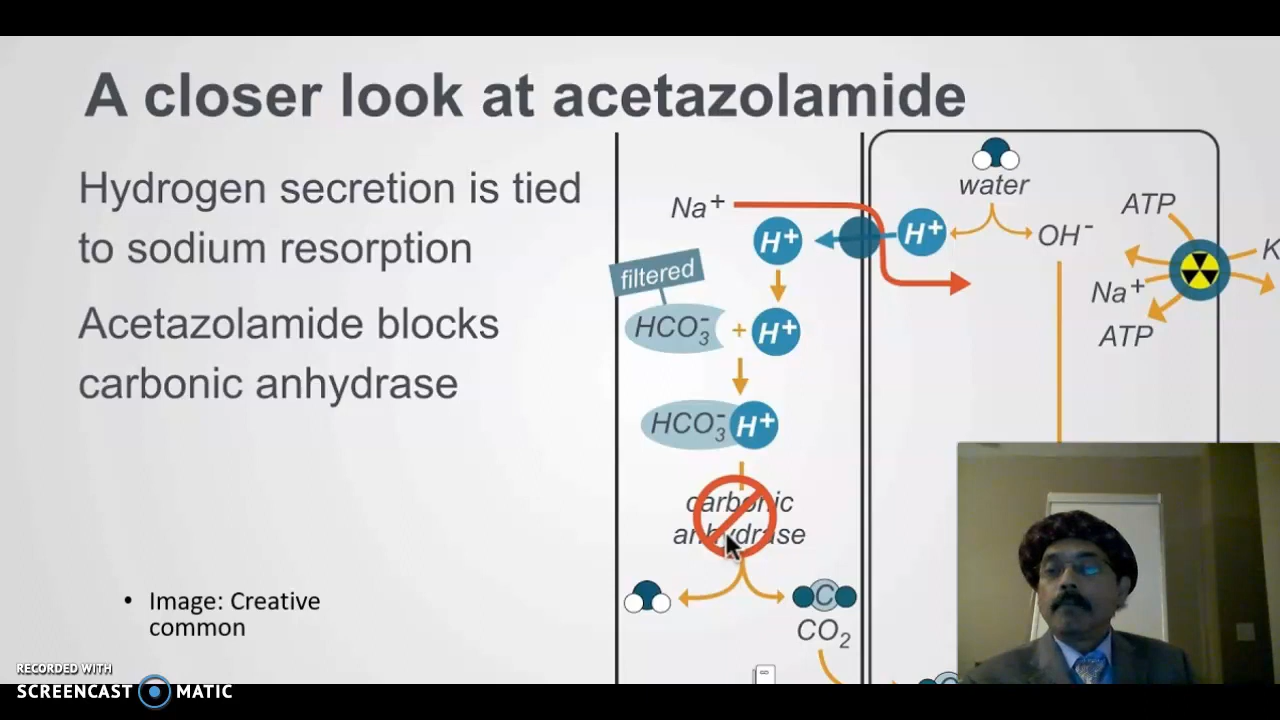 A closer look at acetazolamide
Hydrogen secretion is tied
to sodium resorption
Acetazolamide blocks
carbonic anhydrase
• Image: Creative
common
water
Na⁺
H⁺
H⁺
OH⁻
ATP
K
Na⁺
ATP
filtered
HCO₃⁻ + H⁺
HCO₃⁻ H⁺
carbonic
anhydrase
C
CO₂
RECORDED WITH
SCREENCAST MATIC